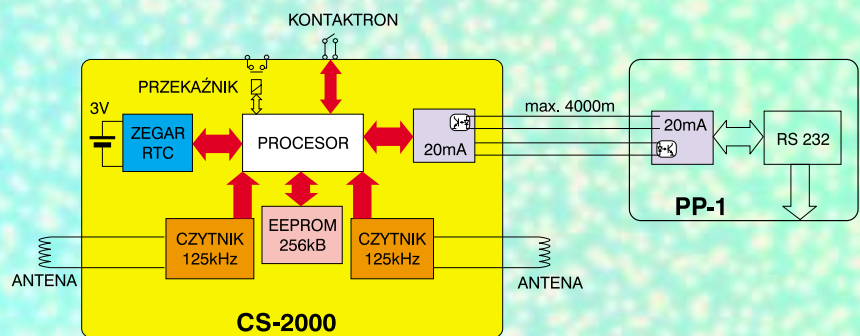 KONTAKTRON
PRZEKAŹNIK
3V
ZEGAR
RTC
PROCESOR
20mA
max. 4000m
20mA
RS 232
PP-1
CZYTNIK
125kHz
EEPROM
256kB
CZYTNIK
125kHz
ANTENA
ANTENA
CS-2000